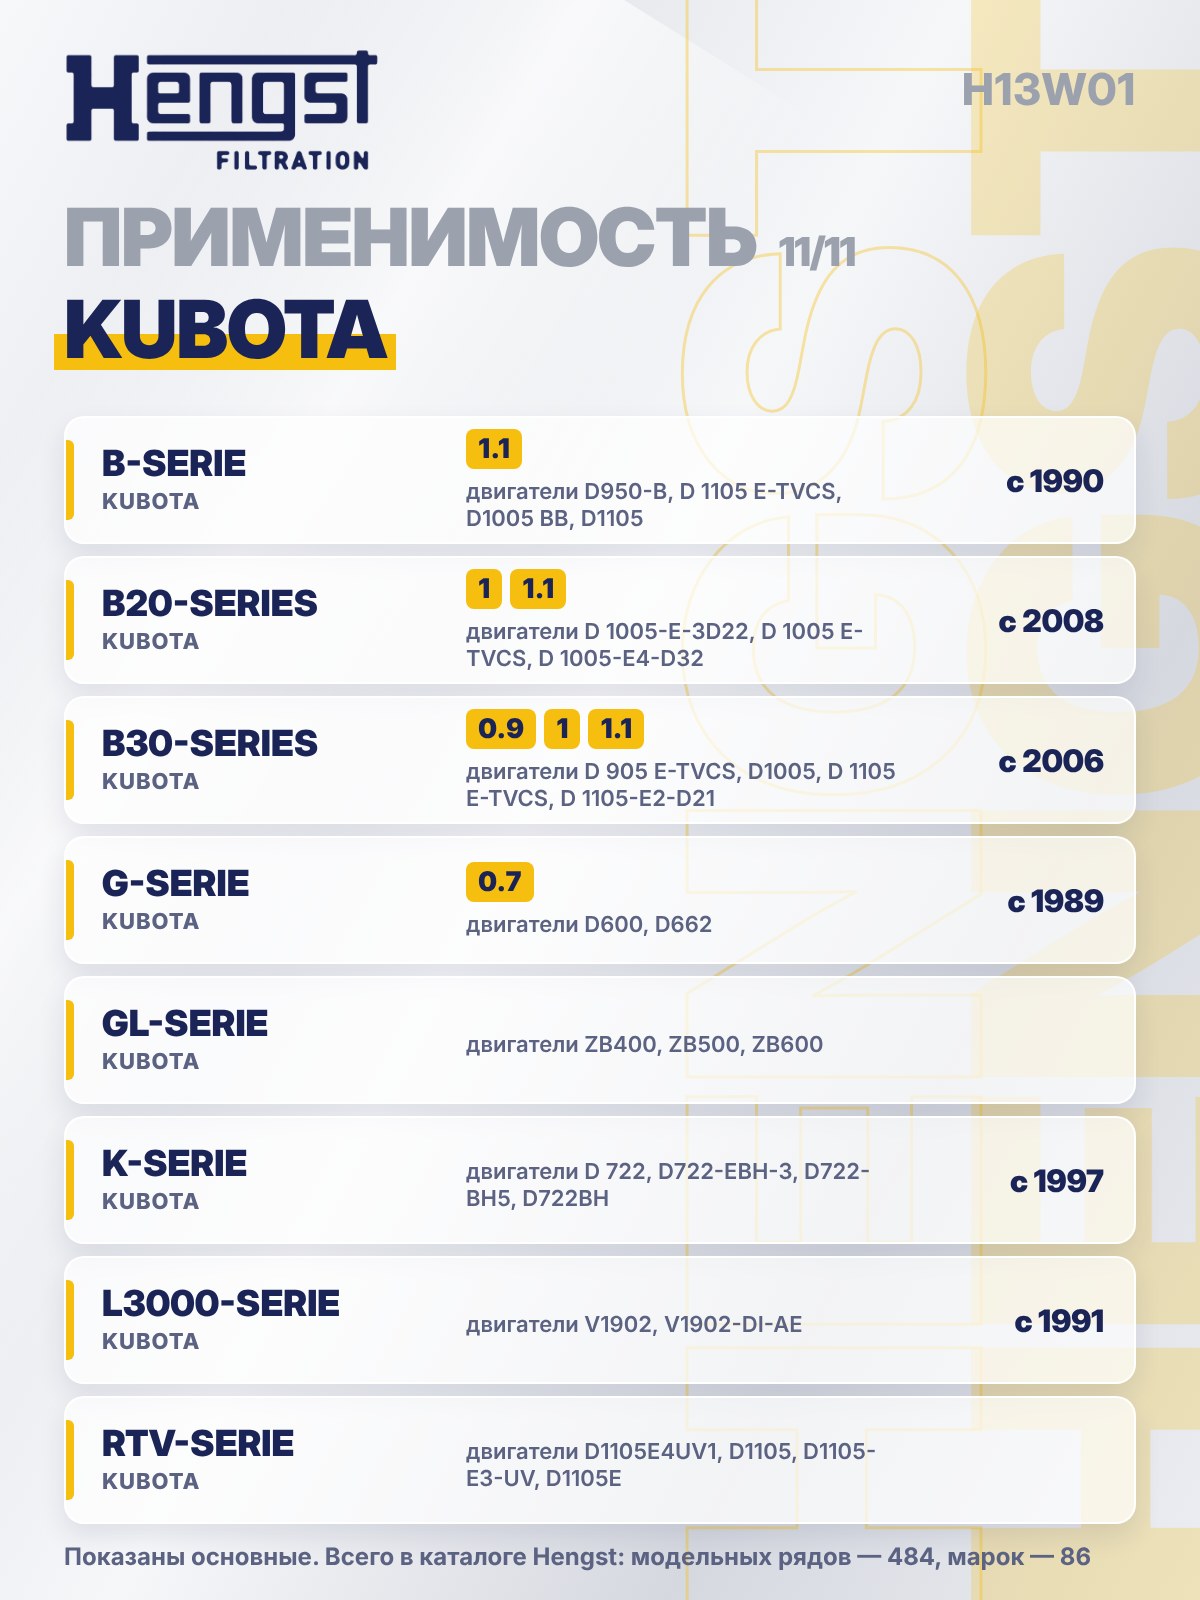 Hengst
FILTRATION
H13W01
ПРИМЕНИМОСТЬ 11/11
KUBOTA
B-SERIE
KUBOTA
1.1
двигатели D950-B, D 1105 E-TVCS,
D1005 BB, D1105
с 1990
B20-SERIES
KUBOTA
1 1.1
двигатели D 1005-E-3D22, D 1005 E-
TVCS, D 1005-E4-D32
с 2008
B30-SERIES
KUBOTA
0.9 1 1.1
двигатели D 905 E-TVCS, D1005, D 1105
E-TVCS, D 1105-E2-D21
с 2006
G-SERIE
KUBOTA
0.7
двигатели D600, D662
с 1989
GL-SERIE
KUBOTA
двигатели ZB400, ZB500, ZB600
K-SERIE
KUBOTA
двигатели D 722, D722-EBH-3, D722-
BH5, D722BH
с 1997
L3000-SERIE
KUBOTA
двигатели V1902, V1902-DI-AE
с 1991
RTV-SERIE
KUBOTA
двигатели D1105E4UV1, D1105, D1105-
E3-UV, D1105E
Показаны основные. Всего в каталоге Hengst: модельных рядов — 484, марок — 86
HENGST
HENGST